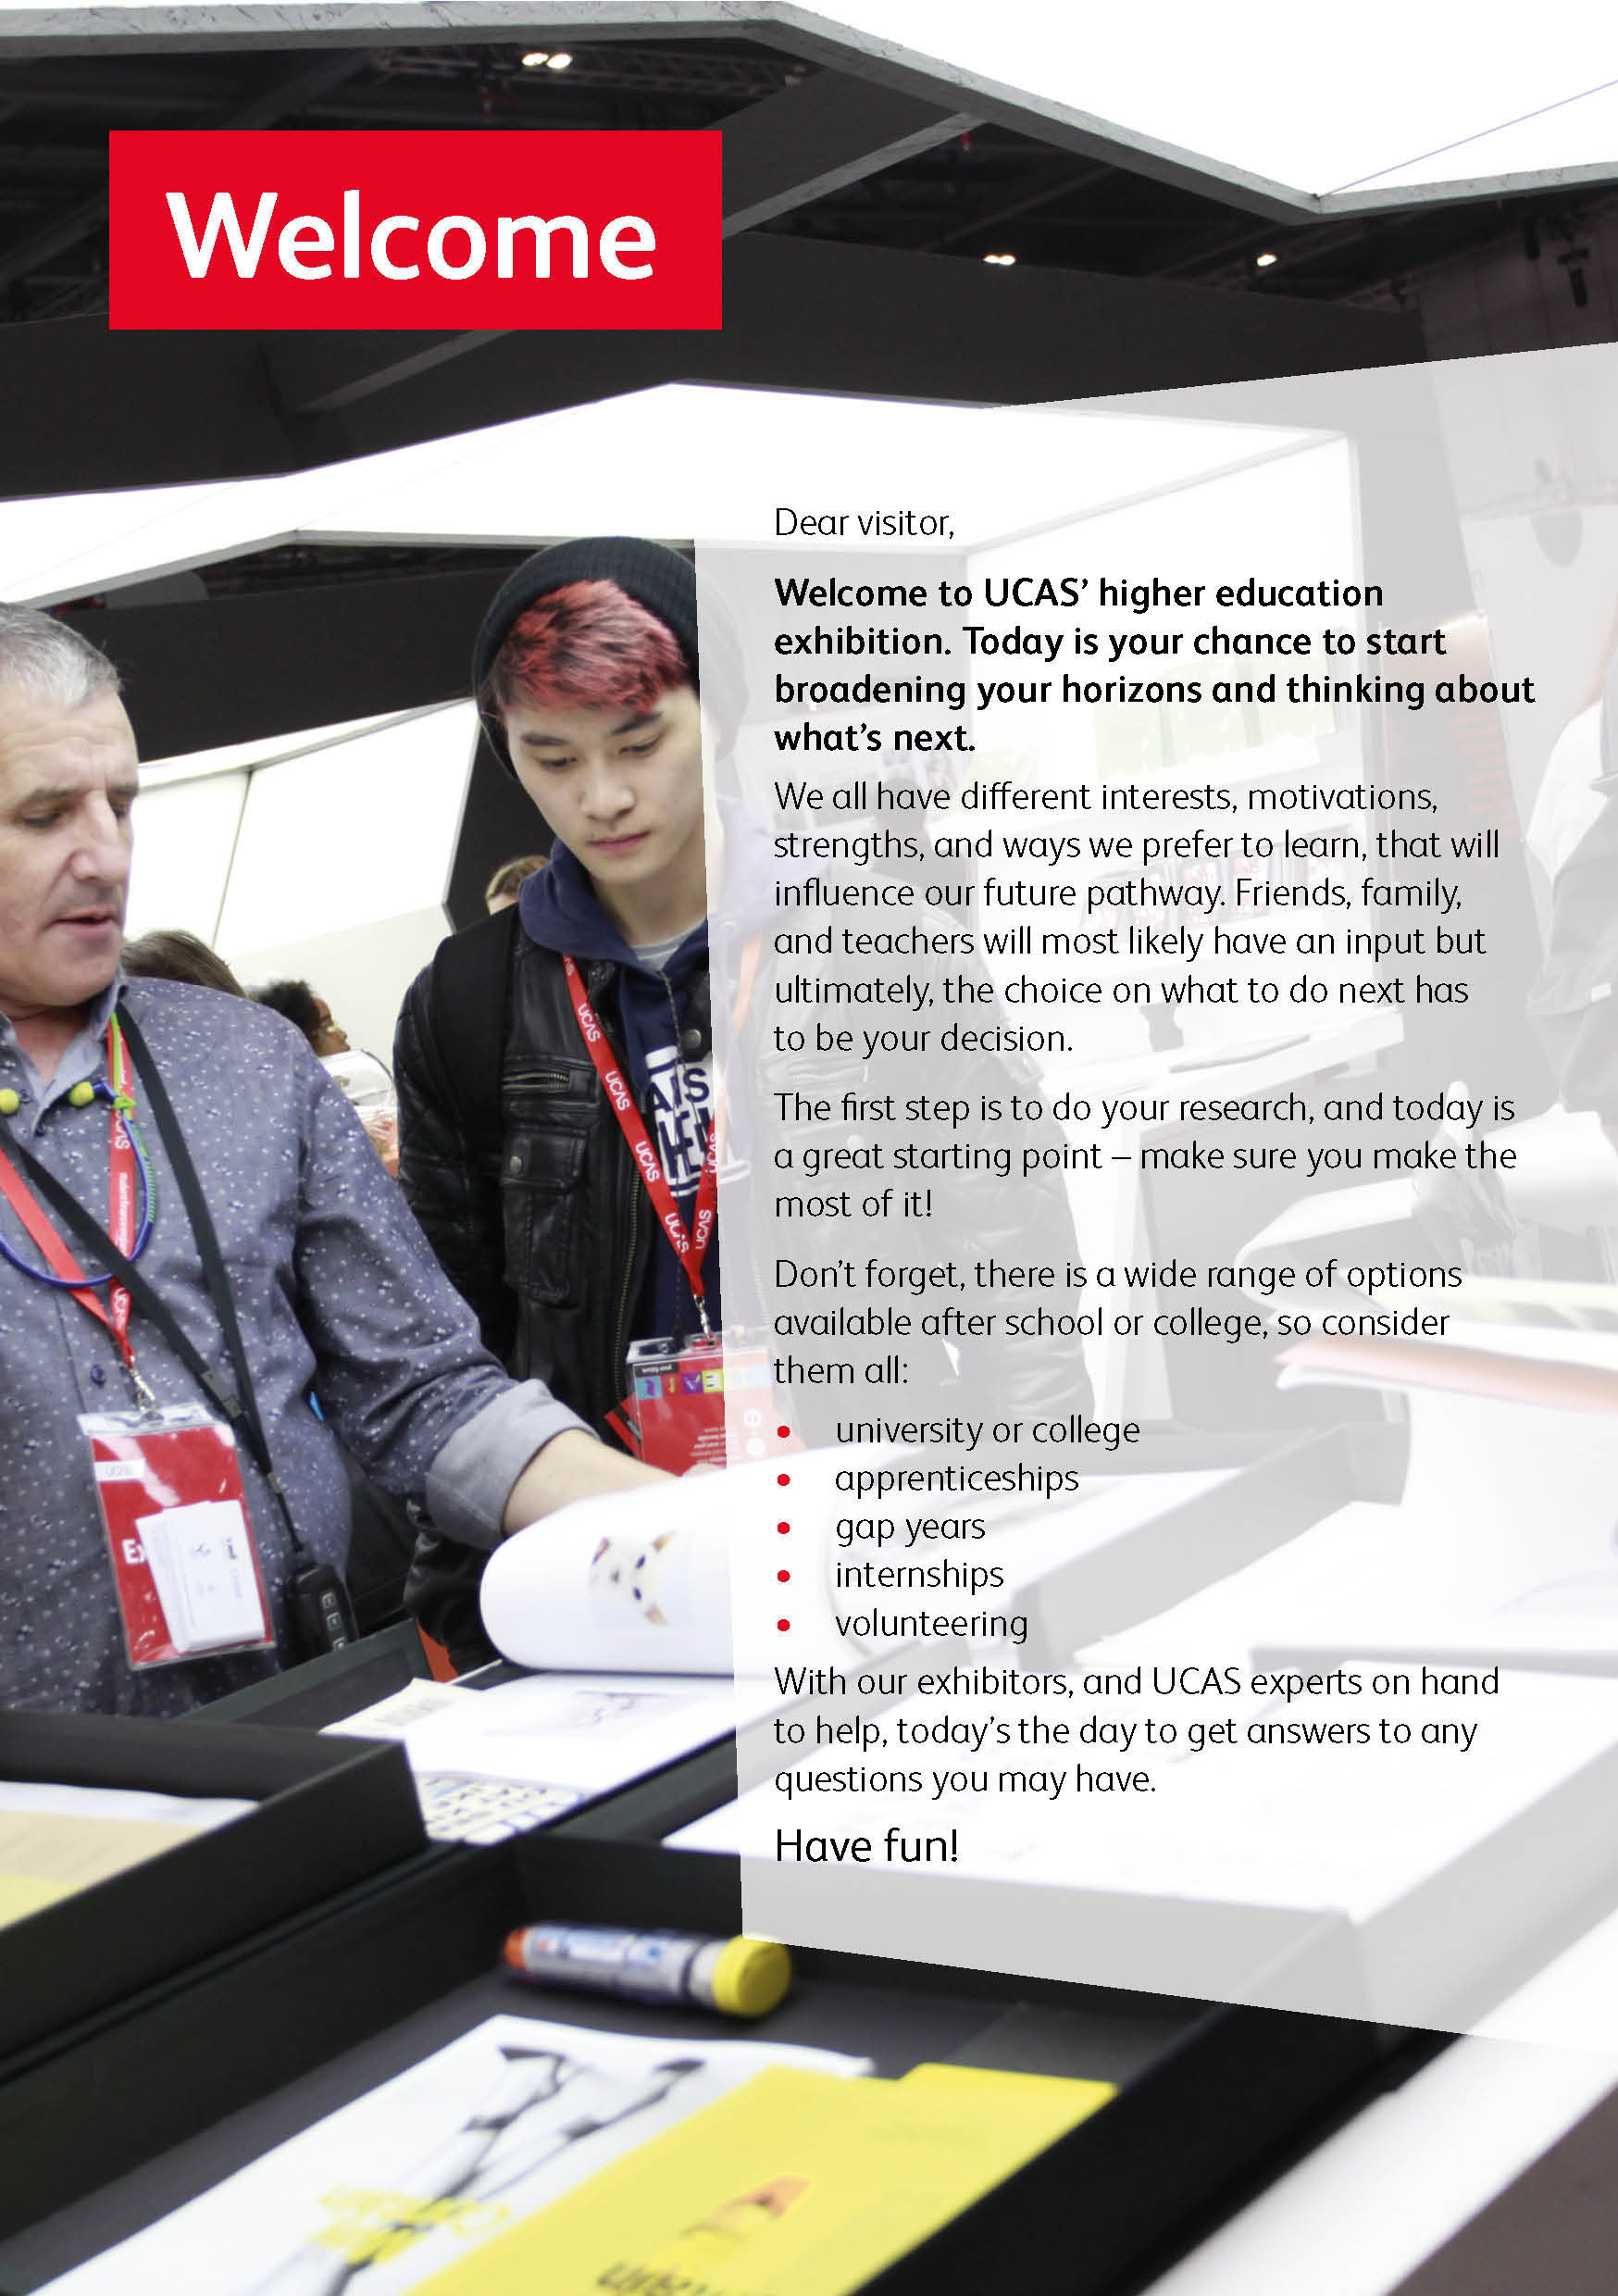 Welcome
Dear visitor,
Welcome to UCAS’ higher education
exhibition. Today is your chance to start
broadening your horizons and thinking about
what’s next.
We all have different interests, motivations,
strengths, and ways we prefer to learn, that will
influence our future pathway. Friends, family,
and teachers will most likely have an input but
ultimately, the choice on what to do next has
to be your decision.
The first step is to do your research, and today is
a great starting point – make sure you make the
most of it!
Don’t forget, there is a wide range of options
available after school or college, so consider
them all:
• university or college
• apprenticeships
• gap years
• internships
• volunteering
With our exhibitors, and UCAS experts on hand
to help, today’s the day to get answers to any
questions you may have.
Have fun!
UCAS
UCAS
UCAS
UCAS
UCAS
UCAS